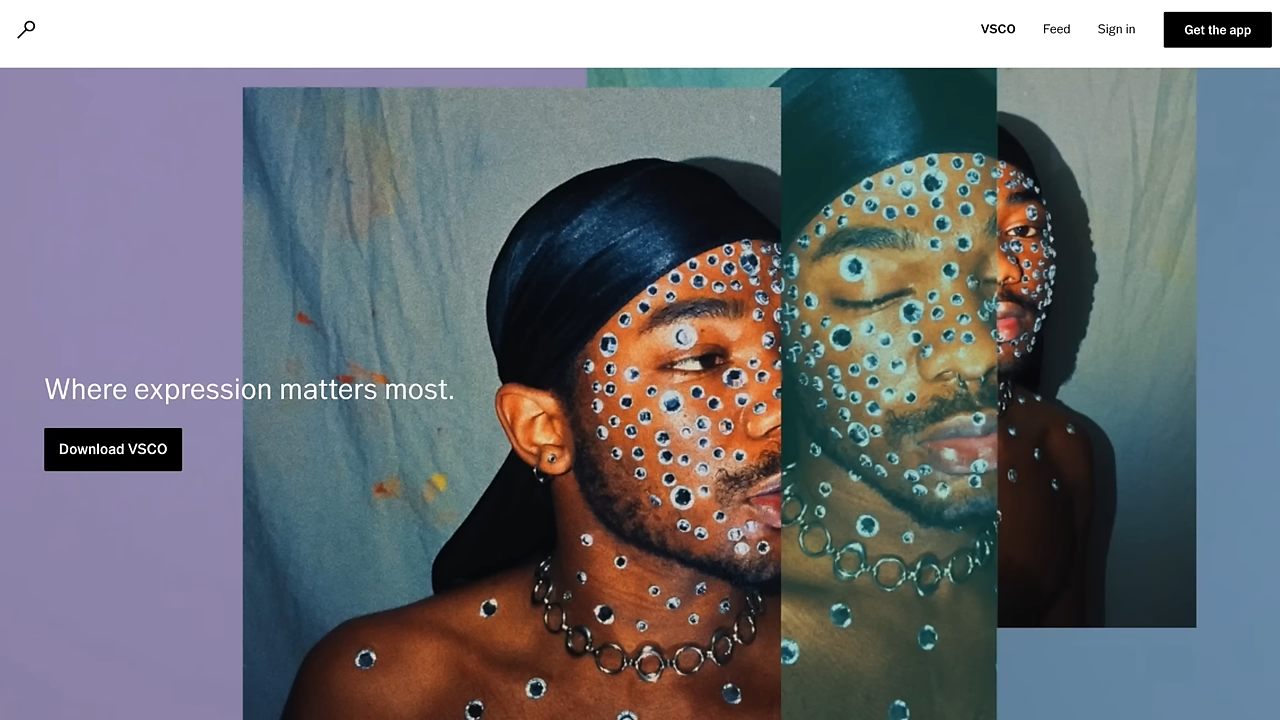 VSCO
Feed
Sign in
Get the app
Where expression matters most.
Download VSCO